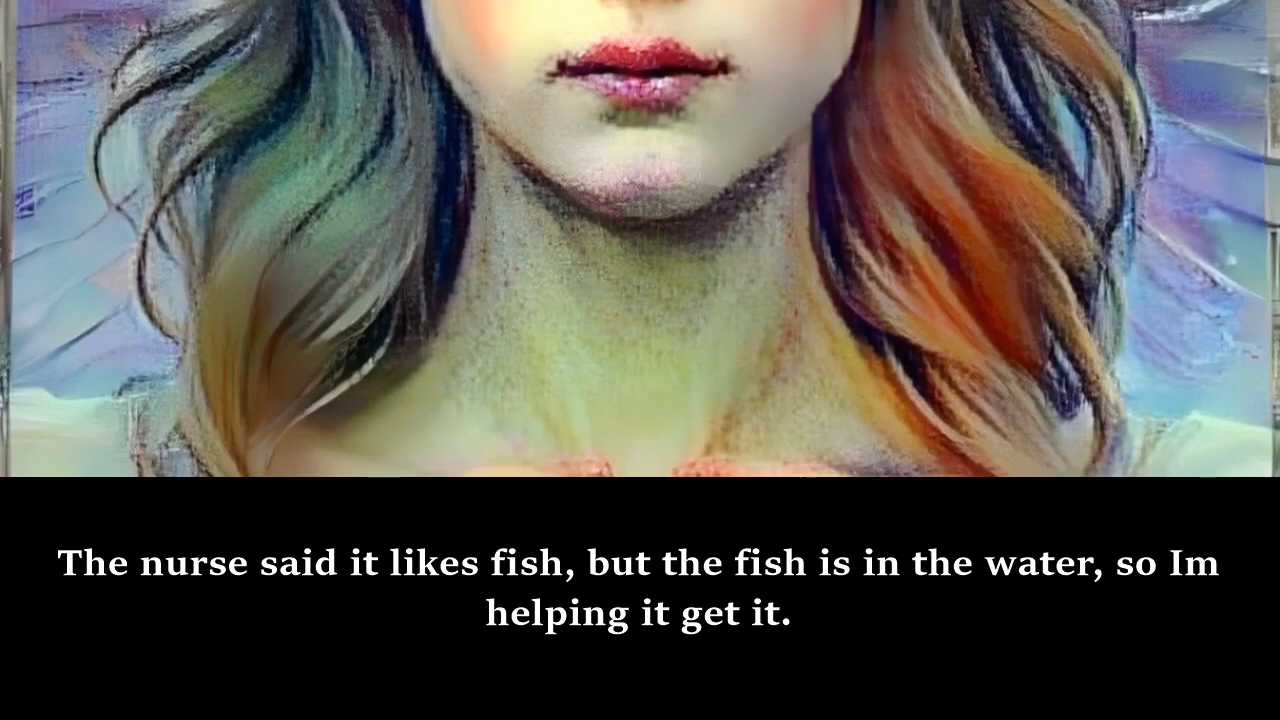 The nurse said it likes fish, but the fish is in the water, so Im
helping it get it.